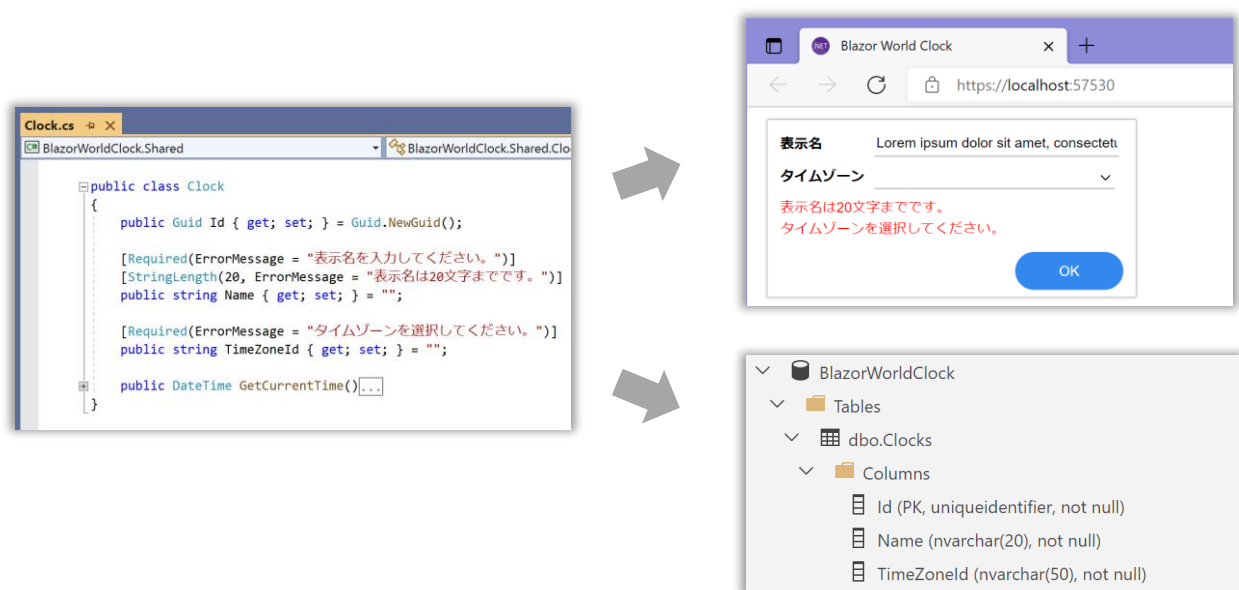 Clock.cs
BlazorWorldClock.Shared
BlazorWorldClock.Shared.Clo
public class Clock
{
public Guid Id { get; set; } = Guid.NewGuid();
[Required(ErrorMessage = "表示名を入力してください。")]
[StringLength(20, ErrorMessage = "表示名は20文字までです。")]
public string Name { get; set; } = "";
[Required(ErrorMessage = "タイムゾーンを選択してください。")]
public string TimeZoneId { get; set; } = "";
public DateTime GetCurrentTime()...
}
.NET Blazor World Clock
https://localhost:57530
表示名 Lorem ipsum dolor sit amet, consectetu
タイムゾーン
表示名は20文字までです。
タイムゾーンを選択してください。
OK
BlazorWorldClock
Tables
dbo.Clocks
Columns
Id (PK, uniqueidentifier, not null)
Name (nvarchar(20), not null)
TimeZoneId (nvarchar(50), not null)